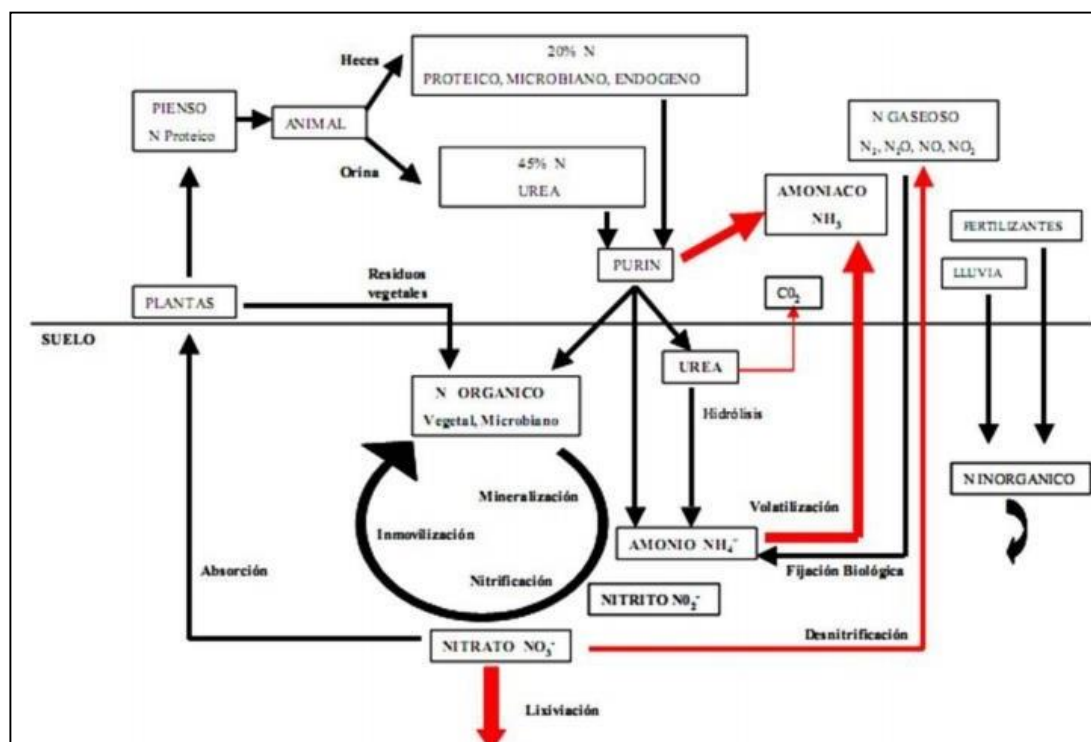 Heces
20% N
PROTEICO, MICROBIANO, ENDOGENO
PIENSO
N Proteico
ANIMAL
N GASEOSO
N₂, N₂O, NO, NO₂
Orina
45% N
UREA
AMONIACO
NH₃
FERTILIZANTES
PURIN
LLUVIA
Residuos
vegetales
PLANTAS
C0₂
SUELO
UREA
N ORGANICO
Vegetal, Microbiano
Hidrólisis
N INORGANICO
Mineralización
Volatilización
Inmovilización
AMONIO NH₄⁻
Absorción
Nitrificación
Fijación Biológica
NITRITO N0₂⁻
Desnitrificación
NITRATO NO₃⁻
Lixiviación